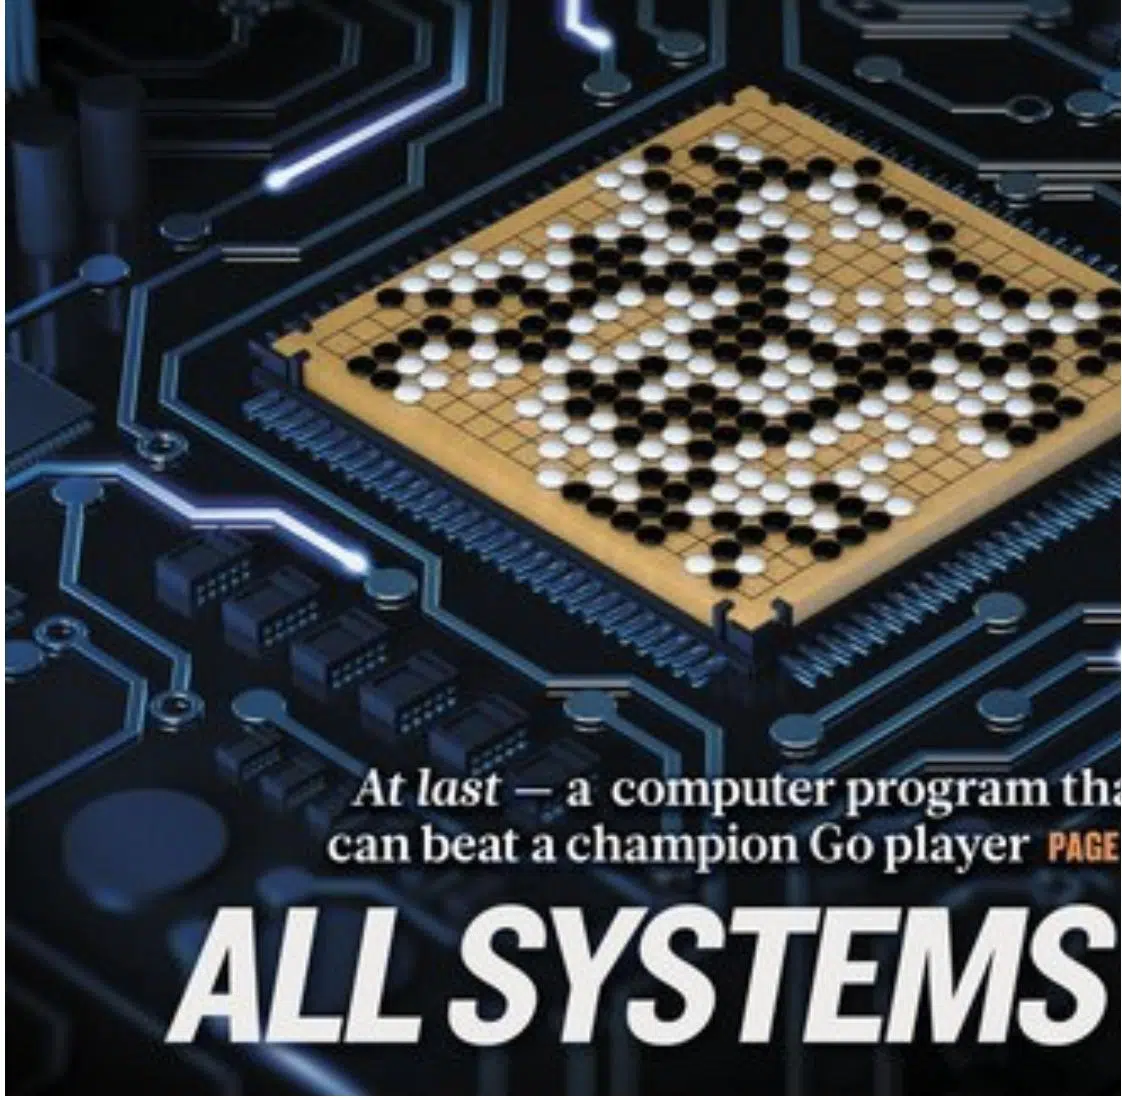 At last — a computer program tha
can beat a champion Go player PAGE
ALL SYSTEMS